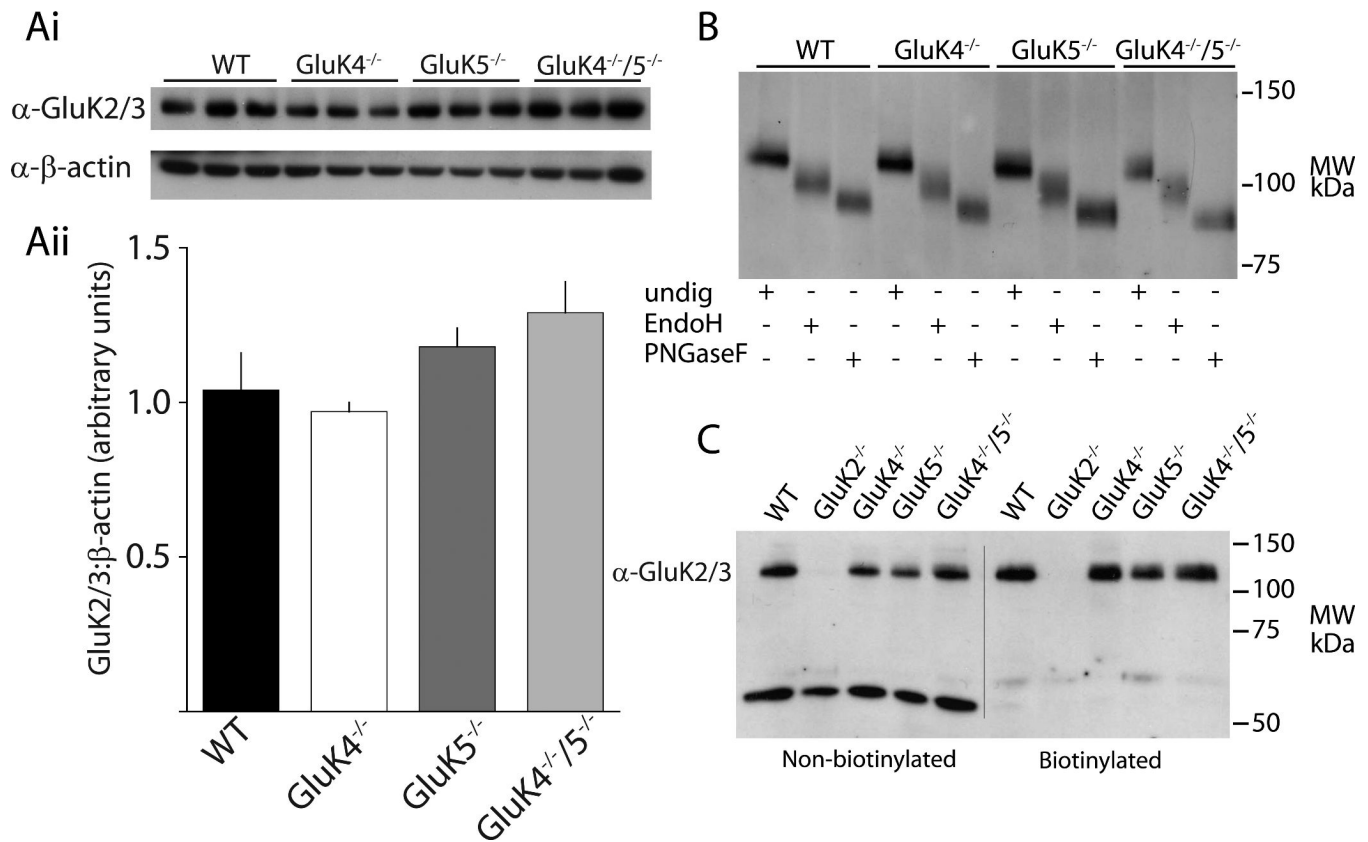 Ai
WT GluK4-/- GluK5-/- GluK4-/-/5-/-
α-GluK2/3
α-β-actin
Aii
GluK2/3:β-actin (arbitrary units)
1.5
1.0
0.5
WT
GluK4-/-
GluK5-/-
GluK4-/-/5-/-
B
WT GluK4-/- GluK5-/- GluK4-/-/5-/-
-150
-100
-75
MW
kDa
undig + - - + - - + - - + - -
EndoH - + - - + - - + - - + -
PNGaseF - - + - - + - - + - - +
C
WT GluK2-/- GluK4-/- GluK5-/- GluK4-/-/5-/- WT GluK2-/- GluK4-/- GluK5-/- GluK4-/-/5-/-
α-GluK2/3
-150
-100
-75
-50
MW
kDa
Non-biotinylated Biotinylated